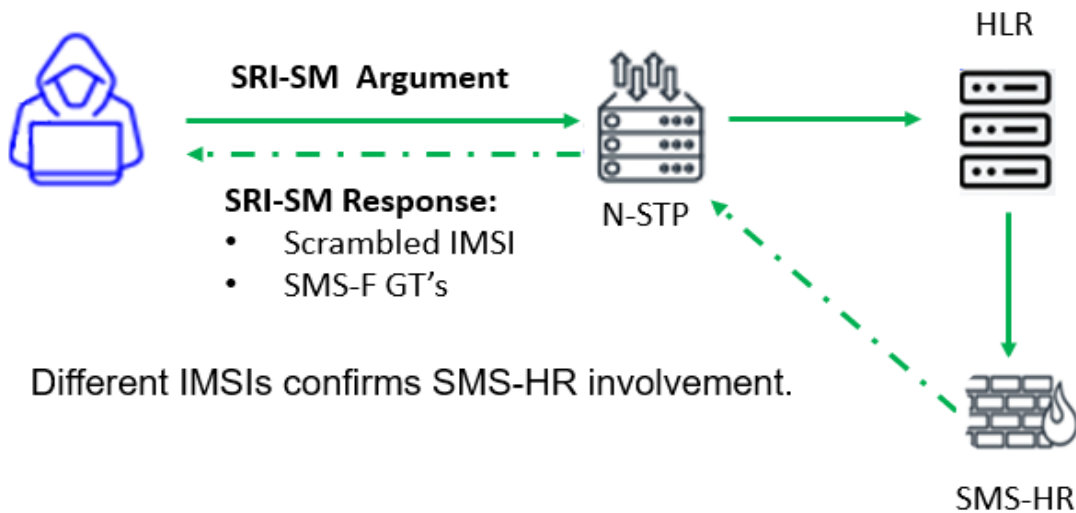 HLR
SRI-SM Argument
SRI-SM Response:
• Scrambled IMSI
• SMS-F GT's
N-STP
Different IMSIs confirms SMS-HR involvement.
SMS-HR